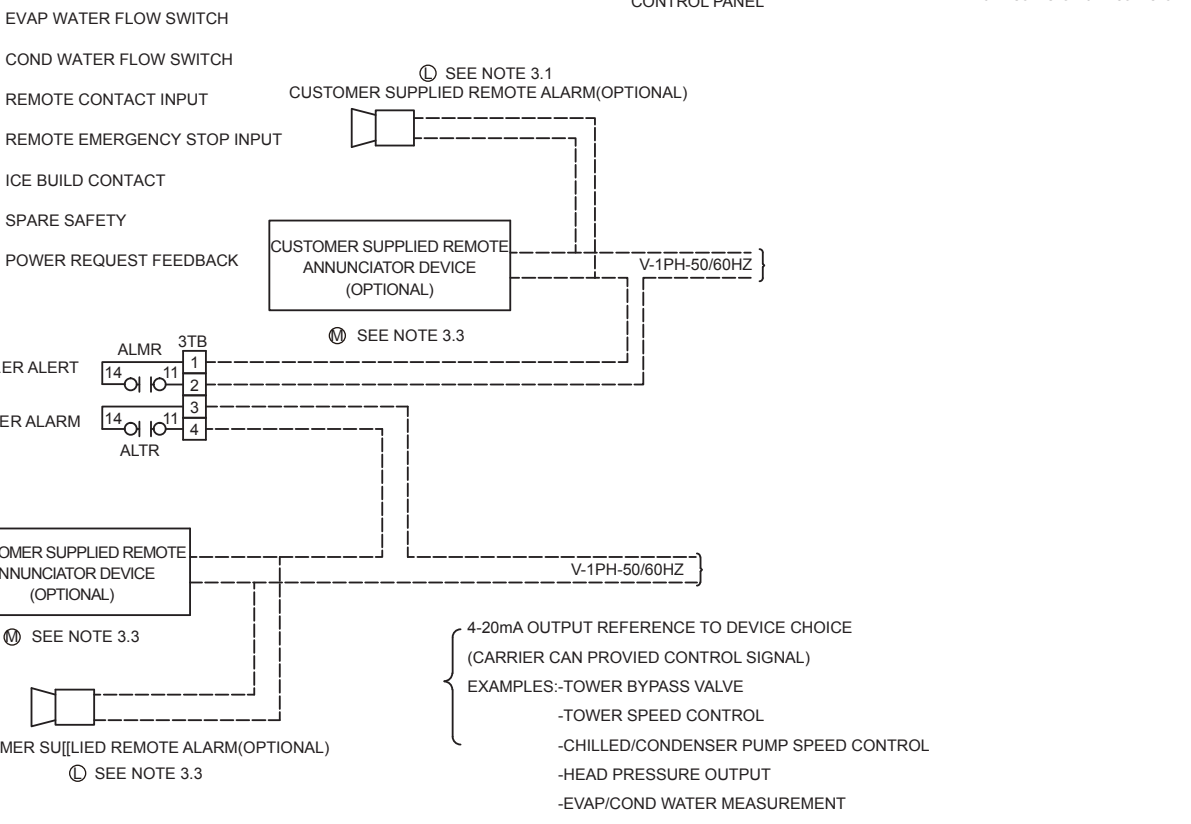 CONTROL PANEL
EVAP WATER FLOW SWITCH
COND WATER FLOW SWITCH
REMOTE CONTACT INPUT
REMOTE EMERGENCY STOP INPUT
ICE BUILD CONTACT
SPARE SAFETY
POWER REQUEST FEEDBACK
Ⓛ SEE NOTE 3.1
CUSTOMER SUPPLIED REMOTE ALARM(OPTIONAL)
CUSTOMER SUPPLIED REMOTE
ANNUNCIATOR DEVICE
(OPTIONAL)
V-1PH-50/60HZ
Ⓜ SEE NOTE 3.3
ER ALERT
ALMR
3TB
14
11
1
2
ER ALARM
14
11
3
4
ALTR
OMER SUPPLIED REMOTE
NNUNCIATOR DEVICE
(OPTIONAL)
V-1PH-50/60HZ
Ⓜ SEE NOTE 3.3
MER SU[[LIED REMOTE ALARM(OPTIONAL)
Ⓛ SEE NOTE 3.3
4-20mA OUTPUT REFERENCE TO DEVICE CHOICE
(CARRIER CAN PROVIED CONTROL SIGNAL)
EXAMPLES:-TOWER BYPASS VALVE
-TOWER SPEED CONTROL
-CHILLED/CONDENSER PUMP SPEED CONTROL
-HEAD PRESSURE OUTPUT
-EVAP/COND WATER MEASUREMENT